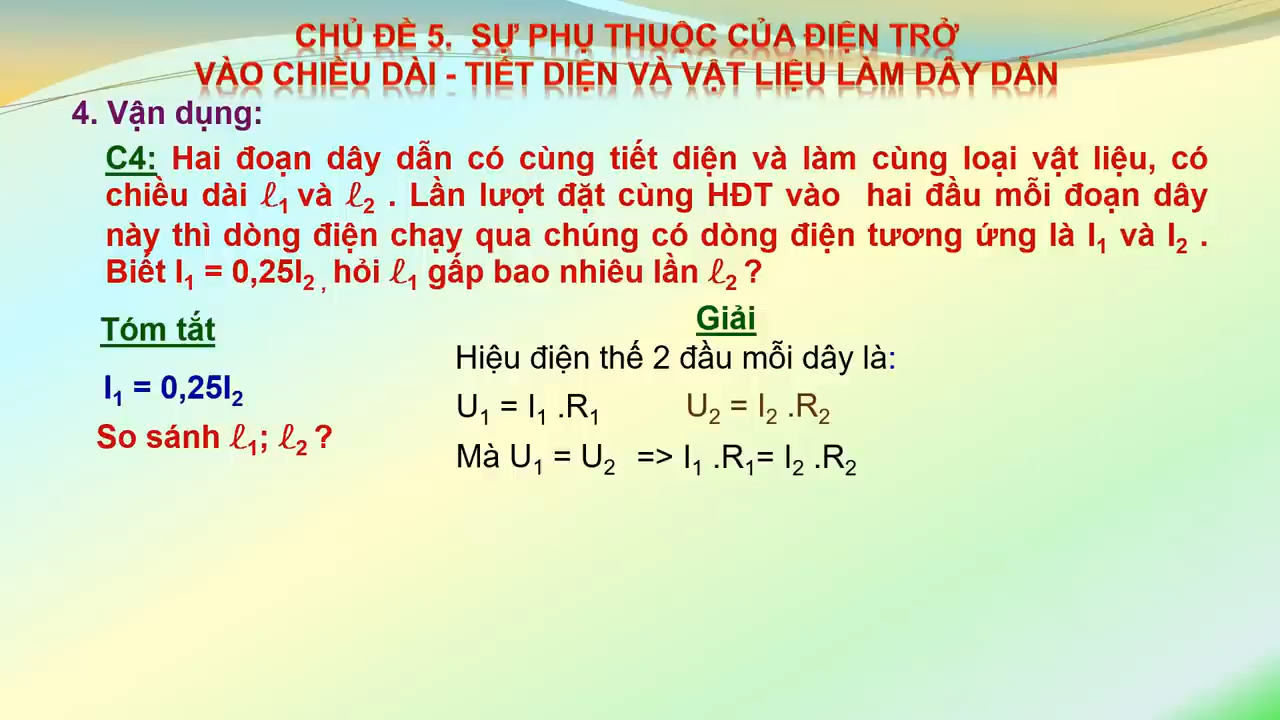 CHỦ ĐỀ 5. SỰ PHỤ THUỘC CỦA ĐIỆN TRỞ
VÀO CHIỀU DÀI - TIẾT DIỆN VÀ VẬT LIỆU LÀM DÂY DẪN
4. Vận dụng:
C4: Hai đoạn dây dẫn có cùng tiết diện và làm cùng loại vật liệu, có
chiều dài ℓ₁ và ℓ₂ . Lần lượt đặt cùng HĐT vào hai đầu mỗi đoạn dây
này thì dòng điện chạy qua chúng có dòng điện tương ứng là I₁ và I₂ .
Biết I₁ = 0,25I₂ , hỏi ℓ₁ gấp bao nhiêu lần ℓ₂ ?
Tóm tắt
I₁ = 0,25I₂
So sánh ℓ₁; ℓ₂ ?
Giải
Hiệu điện thế 2 đầu mỗi dây là:
U₁ = I₁ .R₁ U₂ = I₂ .R₂
Mà U₁ = U₂ => I₁ .R₁= I₂ .R₂